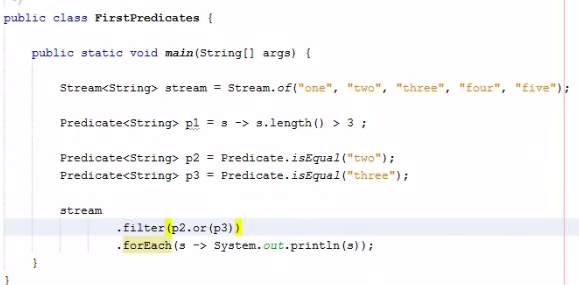 */
public class FirstPredicates {
public static void main(String[] args) {
Stream<String> stream = Stream.of("one", "two", "three", "four", "five");
Predicate<String> p1 = s -> s.length() > 3 ;
Predicate<String> p2 = Predicate.isEqual("two");
Predicate<String> p3 = Predicate.isEqual("three");
stream
.filter(p2.or(p3))
.forEach(s -> System.out.println(s));
}
}